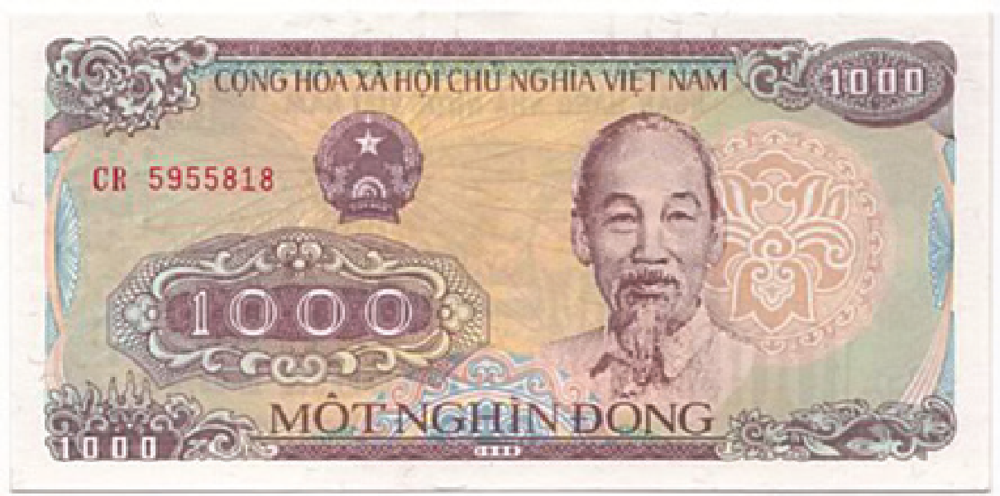 CỘNG HÒA XÃ HỘI CHỦ NGHĨA VIỆT NAM
1000
CR 5955818
1000
MỘT NGHÌN ĐỒNG
1000